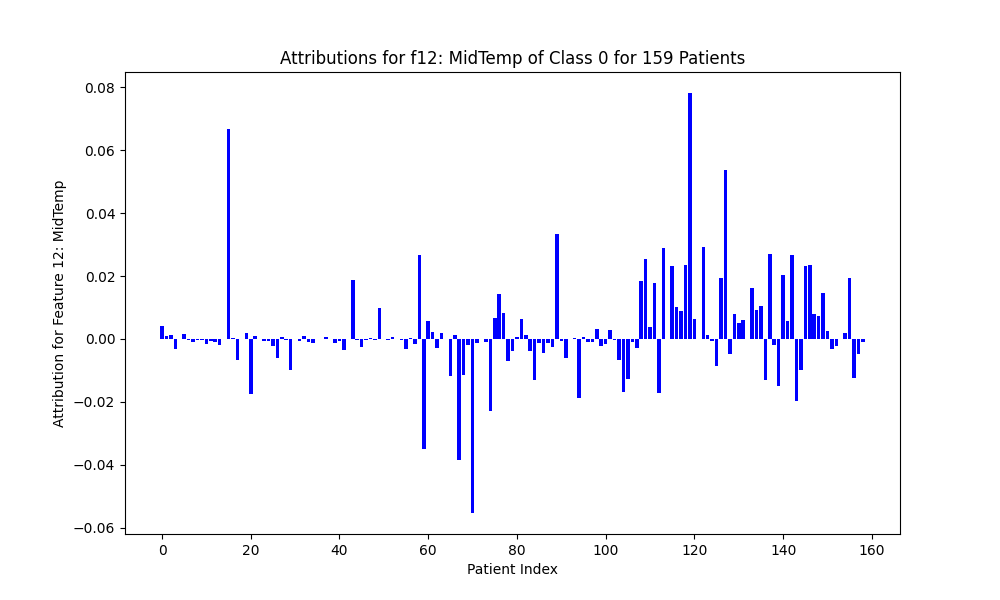 Attributions for f12: MidTemp of Class 0 for 159 Patients
Attribution for Feature 12: MidTemp
0.08
0.06
0.04
0.02
0.00
−0.02
−0.04
−0.06
0 20 40 60 80 100 120 140 160
Patient Index